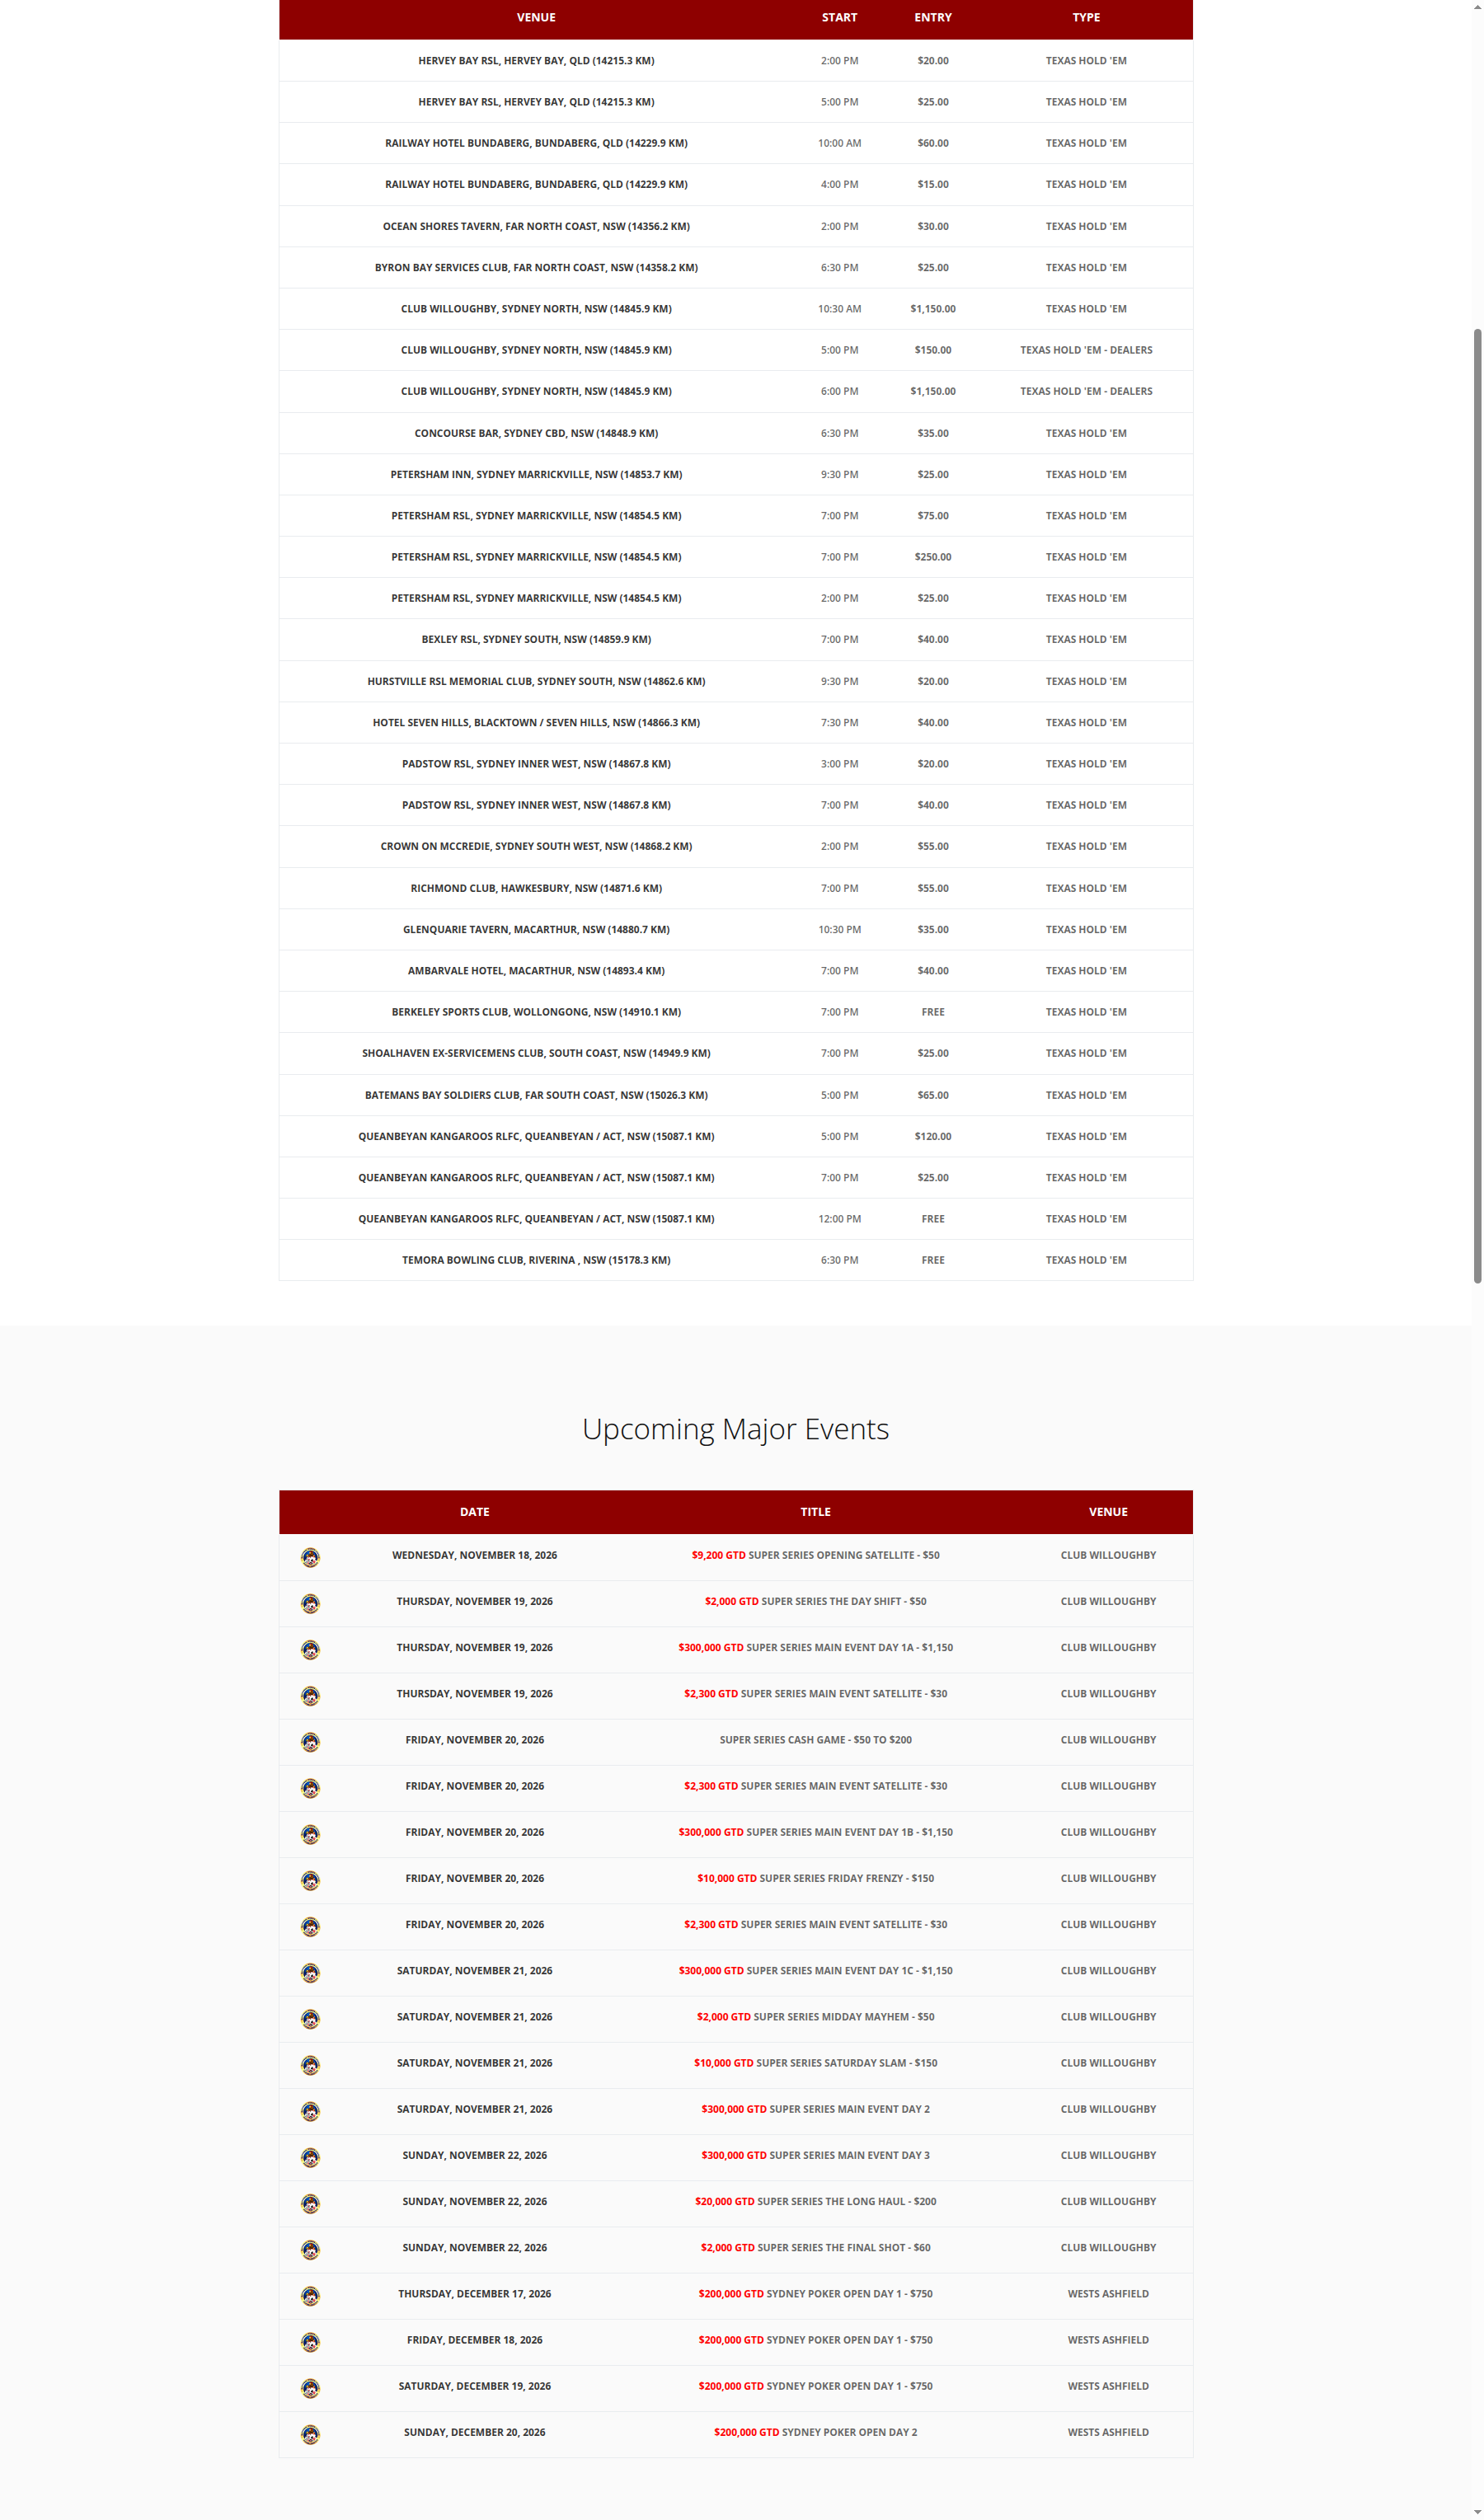 VENUE START ENTRY TYPE
HERVEY BAY RSL, HERVEY BAY, QLD (14215.3 KM) 2:00 PM $20.00 TEXAS HOLD 'EM
HERVEY BAY RSL, HERVEY BAY, QLD (14215.3 KM) 5:00 PM $25.00 TEXAS HOLD 'EM
RAILWAY HOTEL BUNDABERG, BUNDABERG, QLD (14229.9 KM) 10:00 AM $60.00 TEXAS HOLD 'EM
RAILWAY HOTEL BUNDABERG, BUNDABERG, QLD (14229.9 KM) 4:00 PM $15.00 TEXAS HOLD 'EM
OCEAN SHORES TAVERN, FAR NORTH COAST, NSW (14356.2 KM) 2:00 PM $30.00 TEXAS HOLD 'EM
BYRON BAY SERVICES CLUB, FAR NORTH COAST, NSW (14358.2 KM) 6:30 PM $25.00 TEXAS HOLD 'EM
CLUB WILLOUGHBY, SYDNEY NORTH, NSW (14845.9 KM) 10:30 AM $1,150.00 TEXAS HOLD 'EM
CLUB WILLOUGHBY, SYDNEY NORTH, NSW (14845.9 KM) 5:00 PM $150.00 TEXAS HOLD 'EM - DEALERS
CLUB WILLOUGHBY, SYDNEY NORTH, NSW (14845.9 KM) 6:00 PM $1,150.00 TEXAS HOLD 'EM - DEALERS
CONCOURSE BAR, SYDNEY CBD, NSW (14848.9 KM) 6:30 PM $35.00 TEXAS HOLD 'EM
PETERSHAM INN, SYDNEY MARRICKVILLE, NSW (14853.7 KM) 9:30 PM $25.00 TEXAS HOLD 'EM
PETERSHAM RSL, SYDNEY MARRICKVILLE, NSW (14854.5 KM) 7:00 PM $75.00 TEXAS HOLD 'EM
PETERSHAM RSL, SYDNEY MARRICKVILLE, NSW (14854.5 KM) 7:00 PM $250.00 TEXAS HOLD 'EM
PETERSHAM RSL, SYDNEY MARRICKVILLE, NSW (14854.5 KM) 2:00 PM $25.00 TEXAS HOLD 'EM
BEXLEY RSL, SYDNEY SOUTH, NSW (14859.9 KM) 7:00 PM $40.00 TEXAS HOLD 'EM
HURSTVILLE RSL MEMORIAL CLUB, SYDNEY SOUTH, NSW (14862.6 KM) 9:30 PM $20.00 TEXAS HOLD 'EM
HOTEL SEVEN HILLS, BLACKTOWN / SEVEN HILLS, NSW (14866.3 KM) 7:30 PM $40.00 TEXAS HOLD 'EM
PADSTOW RSL, SYDNEY INNER WEST, NSW (14867.8 KM) 3:00 PM $20.00 TEXAS HOLD 'EM
PADSTOW RSL, SYDNEY INNER WEST, NSW (14867.8 KM) 7:00 PM $40.00 TEXAS HOLD 'EM
CROWN ON MCCREDIE, SYDNEY SOUTH WEST, NSW (14868.2 KM) 2:00 PM $55.00 TEXAS HOLD 'EM
RICHMOND CLUB, HAWKESBURY, NSW (14871.6 KM) 7:00 PM $55.00 TEXAS HOLD 'EM
GLENQUARIE TAVERN, MACARTHUR, NSW (14880.7 KM) 10:30 PM $35.00 TEXAS HOLD 'EM
AMBARVALE HOTEL, MACARTHUR, NSW (14893.4 KM) 7:00 PM $40.00 TEXAS HOLD 'EM
BERKELEY SPORTS CLUB, WOLLONGONG, NSW (14910.1 KM) 7:00 PM FREE TEXAS HOLD 'EM
SHOALHAVEN EX-SERVICEMENS CLUB, SOUTH COAST, NSW (14949.9 KM) 7:00 PM $25.00 TEXAS HOLD 'EM
BATEMANS BAY SOLDIERS CLUB, FAR SOUTH COAST, NSW (15026.3 KM) 5:00 PM $65.00 TEXAS HOLD 'EM
QUEANBEYAN KANGAROOS RLFC, QUEANBEYAN / ACT, NSW (15087.1 KM) 5:00 PM $120.00 TEXAS HOLD 'EM
QUEANBEYAN KANGAROOS RLFC, QUEANBEYAN / ACT, NSW (15087.1 KM) 7:00 PM $25.00 TEXAS HOLD 'EM
QUEANBEYAN KANGAROOS RLFC, QUEANBEYAN / ACT, NSW (15087.1 KM) 12:00 PM FREE TEXAS HOLD 'EM
TEMORA BOWLING CLUB, RIVERINA , NSW (15178.3 KM) 6:30 PM FREE TEXAS HOLD 'EM
Upcoming Major Events
DATE TITLE VENUE
WEDNESDAY, NOVEMBER 18, 2026 $9,200 GTD SUPER SERIES OPENING SATELLITE - $50 CLUB WILLOUGHBY
THURSDAY, NOVEMBER 19, 2026 $2,000 GTD SUPER SERIES THE DAY SHIFT - $50 CLUB WILLOUGHBY
THURSDAY, NOVEMBER 19, 2026 $300,000 GTD SUPER SERIES MAIN EVENT DAY 1A - $1,150 CLUB WILLOUGHBY
THURSDAY, NOVEMBER 19, 2026 $2,300 GTD SUPER SERIES MAIN EVENT SATELLITE - $30 CLUB WILLOUGHBY
FRIDAY, NOVEMBER 20, 2026 SUPER SERIES CASH GAME - $50 TO $200 CLUB WILLOUGHBY
FRIDAY, NOVEMBER 20, 2026 $2,300 GTD SUPER SERIES MAIN EVENT SATELLITE - $30 CLUB WILLOUGHBY
FRIDAY, NOVEMBER 20, 2026 $300,000 GTD SUPER SERIES MAIN EVENT DAY 1B - $1,150 CLUB WILLOUGHBY
FRIDAY, NOVEMBER 20, 2026 $10,000 GTD SUPER SERIES FRIDAY FRENZY - $150 CLUB WILLOUGHBY
FRIDAY, NOVEMBER 20, 2026 $2,300 GTD SUPER SERIES MAIN EVENT SATELLITE - $30 CLUB WILLOUGHBY
SATURDAY, NOVEMBER 21, 2026 $300,000 GTD SUPER SERIES MAIN EVENT DAY 1C - $1,150 CLUB WILLOUGHBY
SATURDAY, NOVEMBER 21, 2026 $2,000 GTD SUPER SERIES MIDDAY MAYHEM - $50 CLUB WILLOUGHBY
SATURDAY, NOVEMBER 21, 2026 $10,000 GTD SUPER SERIES SATURDAY SLAM - $150 CLUB WILLOUGHBY
SATURDAY, NOVEMBER 21, 2026 $300,000 GTD SUPER SERIES MAIN EVENT DAY 2 CLUB WILLOUGHBY
SUNDAY, NOVEMBER 22, 2026 $300,000 GTD SUPER SERIES MAIN EVENT DAY 3 CLUB WILLOUGHBY
SUNDAY, NOVEMBER 22, 2026 $20,000 GTD SUPER SERIES THE LONG HAUL - $200 CLUB WILLOUGHBY
SUNDAY, NOVEMBER 22, 2026 $2,000 GTD SUPER SERIES THE FINAL SHOT - $60 CLUB WILLOUGHBY
THURSDAY, DECEMBER 17, 2026 $200,000 GTD SYDNEY POKER OPEN DAY 1 - $750 WESTS ASHFIELD
FRIDAY, DECEMBER 18, 2026 $200,000 GTD SYDNEY POKER OPEN DAY 1 - $750 WESTS ASHFIELD
SATURDAY, DECEMBER 19, 2026 $200,000 GTD SYDNEY POKER OPEN DAY 1 - $750 WESTS ASHFIELD
SUNDAY, DECEMBER 20, 2026 $200,000 GTD SYDNEY POKER OPEN DAY 2 WESTS ASHFIELD